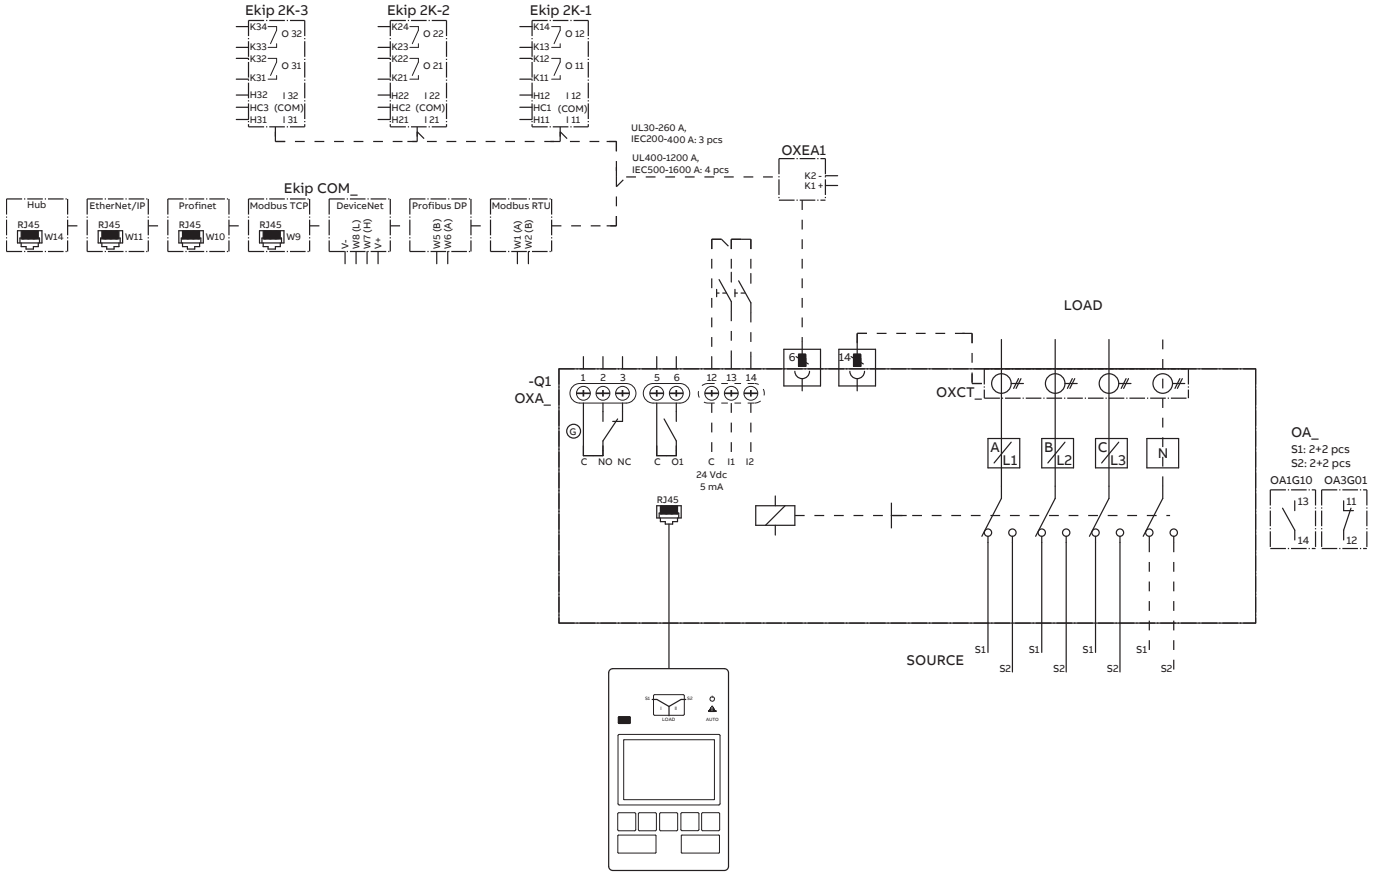 Ekip 2K-3
K34
O 32
K33
K32
O 31
K31
H32 I 32
HC3 (COM)
H31 I 31
Ekip 2K-2
K24
O 22
K23
K22
O 21
K21
H22 I 22
HC2 (COM)
H21 I 21
Ekip 2K-1
K14
O 12
K13
K12
O 11
K11
H12 I 12
HC1 (COM)
H11 I 11
UL30-260 A,
IEC200-400 A: 3 pcs
UL400-1200 A,
IEC500-1600 A: 4 pcs
OXEA1
K2 -
K1 +
Ekip COM_
Hub
RJ45
W14
EtherNet/IP
RJ45
W11
Profinet
RJ45
W10
Modbus TCP
RJ45
W9
DeviceNet
V-
W8 (L)
W7 (H)
V+
Profibus DP
W5 (B)
W6 (A)
Modbus RTU
W1 (A)
W2 (B)
LOAD
6
14
-Q1
OXA_
1 2 3 5 6 12 13 14
OXCT_
G
C NO NC C O1 C I1 I2
24 Vdc
5 mA
RJ45
A L1
B L2
C L3
N
OA_
S1: 2+2 pcs
S2: 2+2 pcs
OA1G10
13
14
OA3G01
11
12
SOURCE
S1 S1 S1 S1
S2 S2 S2 S2
S1 S2
I II
LOAD
AUTO